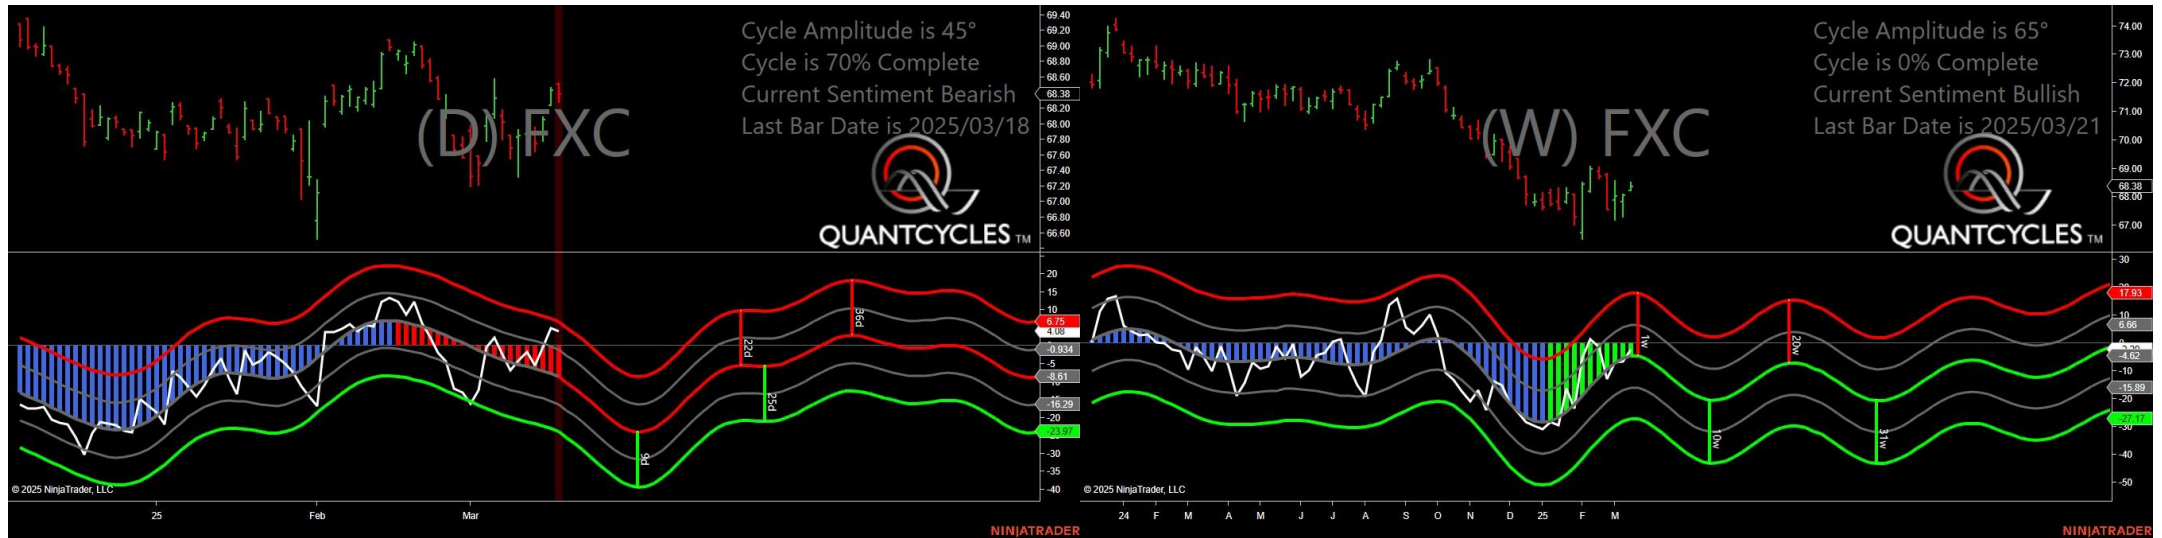 Cycle Amplitude is 45°
Cycle is 70% Complete
Current Sentiment Bearish
Last Bar Date is 2025/03/18
(D) FXC
QUANTCYCLES TM
69.40
69.20
69.00
68.80
68.60
68.38
68.20
68.00
67.80
67.60
67.40
67.20
67.00
66.80
66.60
20
15
10
6.75
4.08
-0.934
-5
-8.61
-16.29
-20
-23.97
-30
-35
-40
22d
36d
25d
9d
© 2025 NinjaTrader, LLC
25 Feb Mar
NINJATRADER
Cycle Amplitude is 65°
Cycle is 0% Complete
Current Sentiment Bullish
Last Bar Date is 2025/03/21
(W) FXC
QUANTCYCLES TM
74.00
73.00
72.00
71.00
70.00
69.00
68.38
68.00
67.00
30
17.93
6.66
-4.62
-10
-15.89
-20
-27.17
-30
-40
-50
1w
20w
10w
31w
© 2025 NinjaTrader, LLC
24 F M A M J J A S O N D 25 F M
NINJATRADER